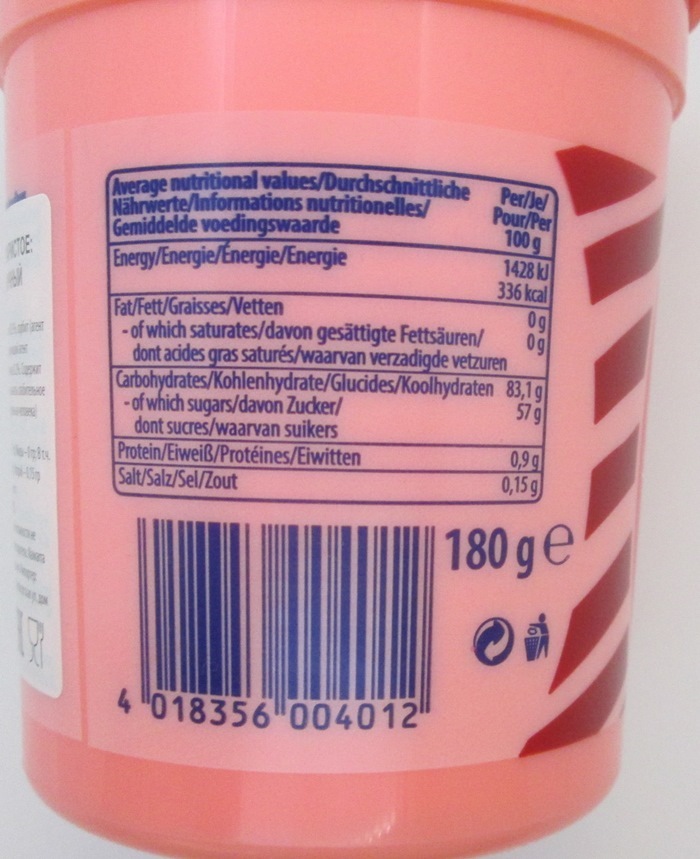 Average nutritional values/Durchschnittliche
Nährwerte/Informations nutritionelles/
Gemiddelde voedingswaarde
Per/Je/
Pour/Per
100 g
Energy/Energie/Énergie/Energie
1428 kJ
336 kcal
Fat/Fett/Graisses/Vetten 0 g
- of which saturates/davon gesättigte Fettsäuren/ 0 g
dont acides gras saturés/waarvan verzadigde vetzuren
Carbohydrates/Kohlenhydrate/Glucides/Koolhydraten 83,1 g
- of which sugars/davon Zucker/ 57 g
dont sucres/waarvan suikers
Protein/Eiweiß/Protéines/Eiwitten 0,9 g
Salt/Salz/Sel/Zout 0,15 g
180 g e
4 018356 004012